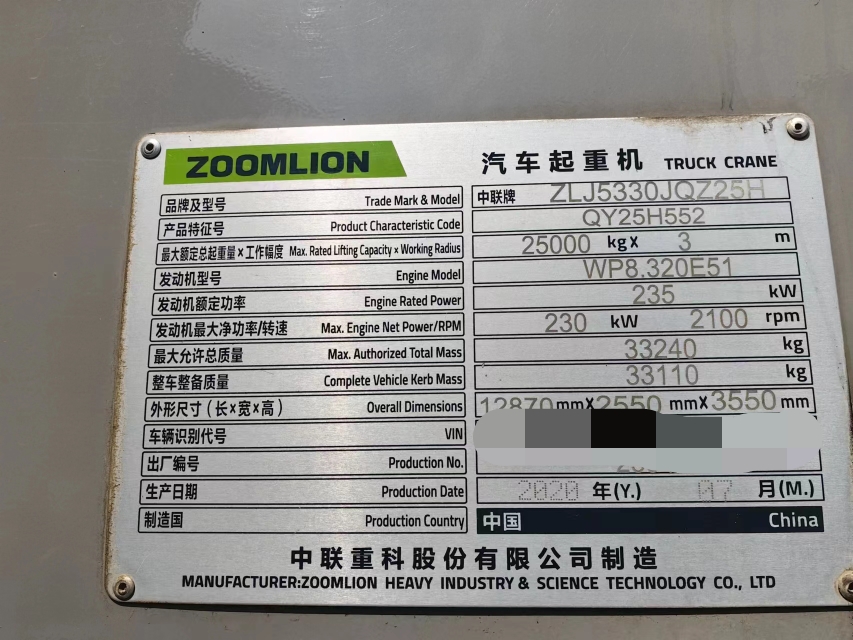 ZOOMLION 汽车起重机 TRUCK CRANE
品牌及型号 Trade Mark & Model 中联牌 ZLJ5330JQZ25H
产品特征号 Product Characteristic Code QY25H552
最大额定总起重量×工作幅度 Max. Rated Lifting Capacity × Working Radius 25000 kg× 3 m
发动机型号 Engine Model WP8.320E51
发动机额定功率 Engine Rated Power 235 kW
发动机最大净功率/转速 Max. Engine Net Power/RPM 230 kW 2100 rpm
最大允许总质量 Max. Authorized Total Mass 33240 kg
整车整备质量 Complete Vehicle Kerb Mass 33110 kg
外形尺寸(长×宽×高) Overall Dimensions 12870 mm×2550 mm×3550 mm
车辆识别代号 VIN
出厂编号 Production No.
生产日期 Production Date 2020 年(Y.) 07 月(M.)
制造国 Production Country 中国 China
中联重科股份有限公司制造
MANUFACTURER:ZOOMLION HEAVY INDUSTRY & SCIENCE TECHNOLOGY CO., LTD